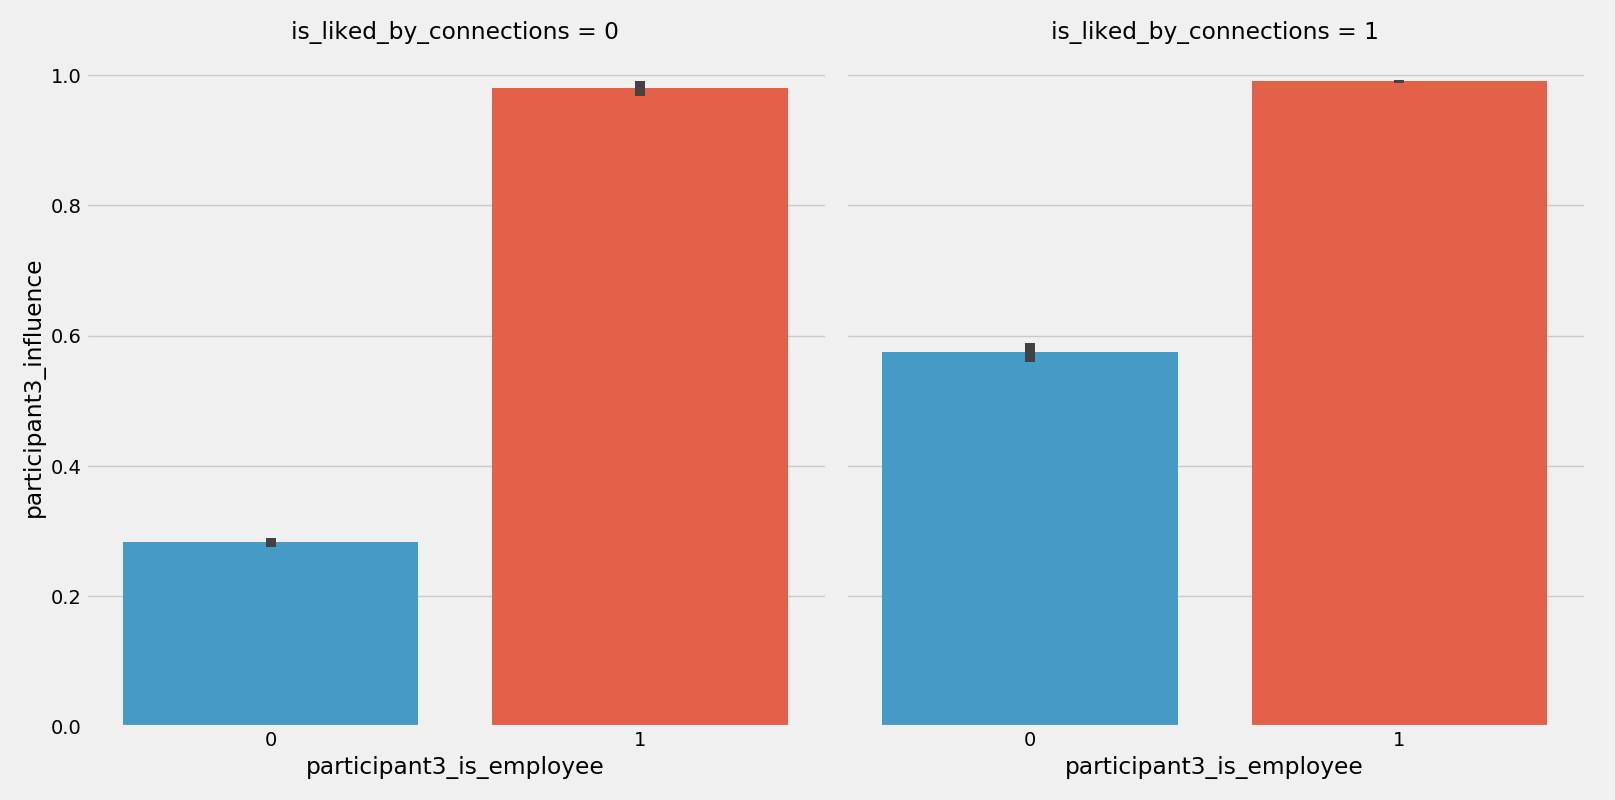 is_liked_by_connections = 0
is_liked_by_connections = 1
1.0
0.8
0.6
0.4
0.2
0.0
participant3_influence
0
1
0
1
participant3_is_employee
participant3_is_employee